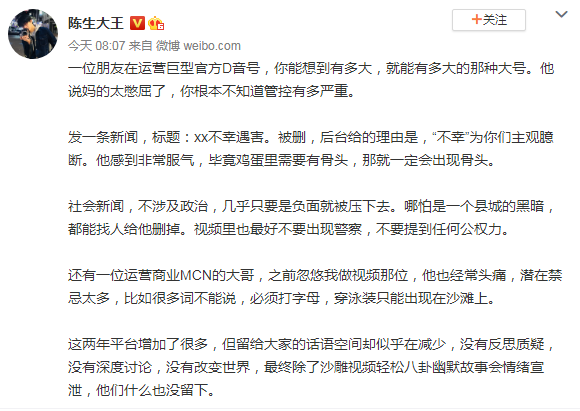 陈生大王
+关注
今天 08:07 来自 微博 weibo.com
一位朋友在运营巨型官方D音号，你能想到有多大，就能有多大的那种大号。他
说妈的太憋屈了，你根本不知道管控有多严重。
发一条新闻，标题：xx不幸遇害。被删，后台给的理由是，“不幸”为你们主观臆
断。他感到非常服气，毕竟鸡蛋里需要有骨头，那就一定会出现骨头。
社会新闻，不涉及政治，几乎只要是负面就被压下去。哪怕是一个县城的黑暗，
都能找人给他删掉。视频里也最好不要出现警察，不要提到任何公权力。
还有一位运营商业MCN的大哥，之前忽悠我做视频那位，他也经常头痛，潜在禁
忌太多，比如很多词不能说，必须打字母，穿泳装只能出现在沙滩上。
这两年平台增加了很多，但留给大家的话语空间却似乎在减少，没有反思质疑，
没有深度讨论，没有改变世界，最终除了沙雕视频轻松八卦幽默故事会情绪宣
泄，他们什么也没留下。